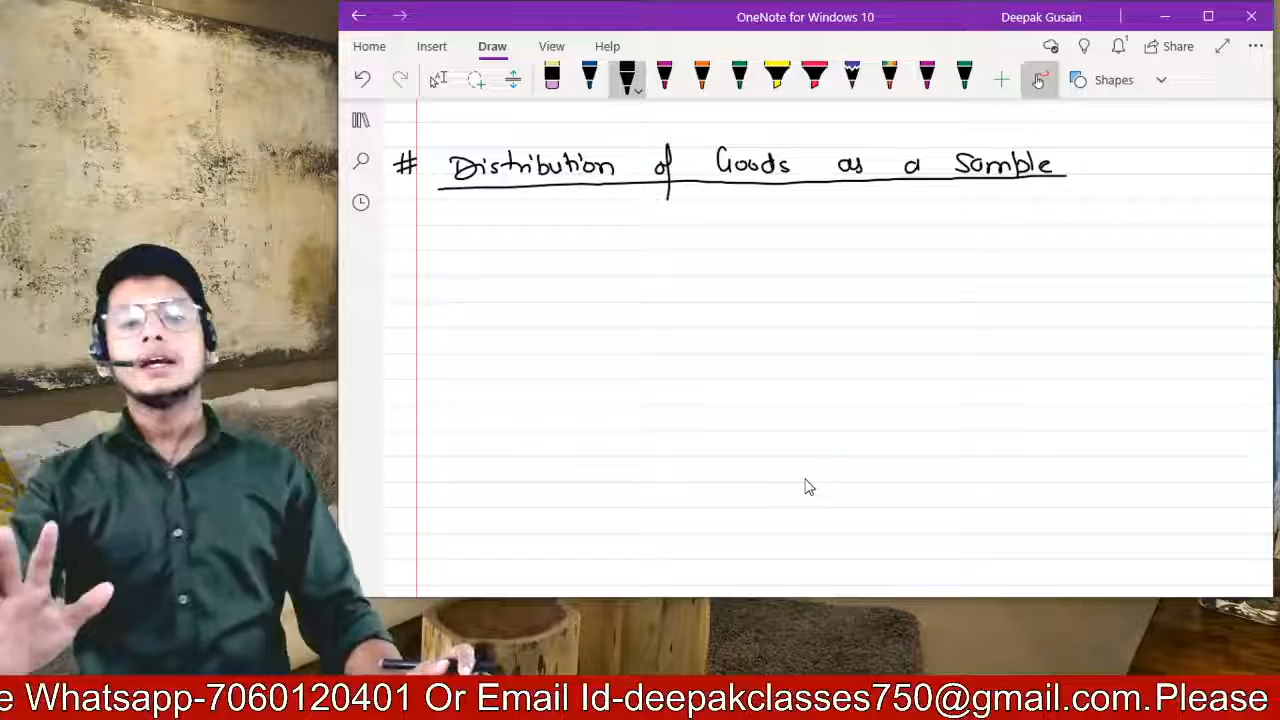 OneNote for Windows 10
Deepak Gusain
Home Insert Draw View Help
1
Share
Shapes
# Distribution of Goods as a Sample
e Whatsapp-7060120401 Or Email Id-deepakclasses750@gmail.com.Please